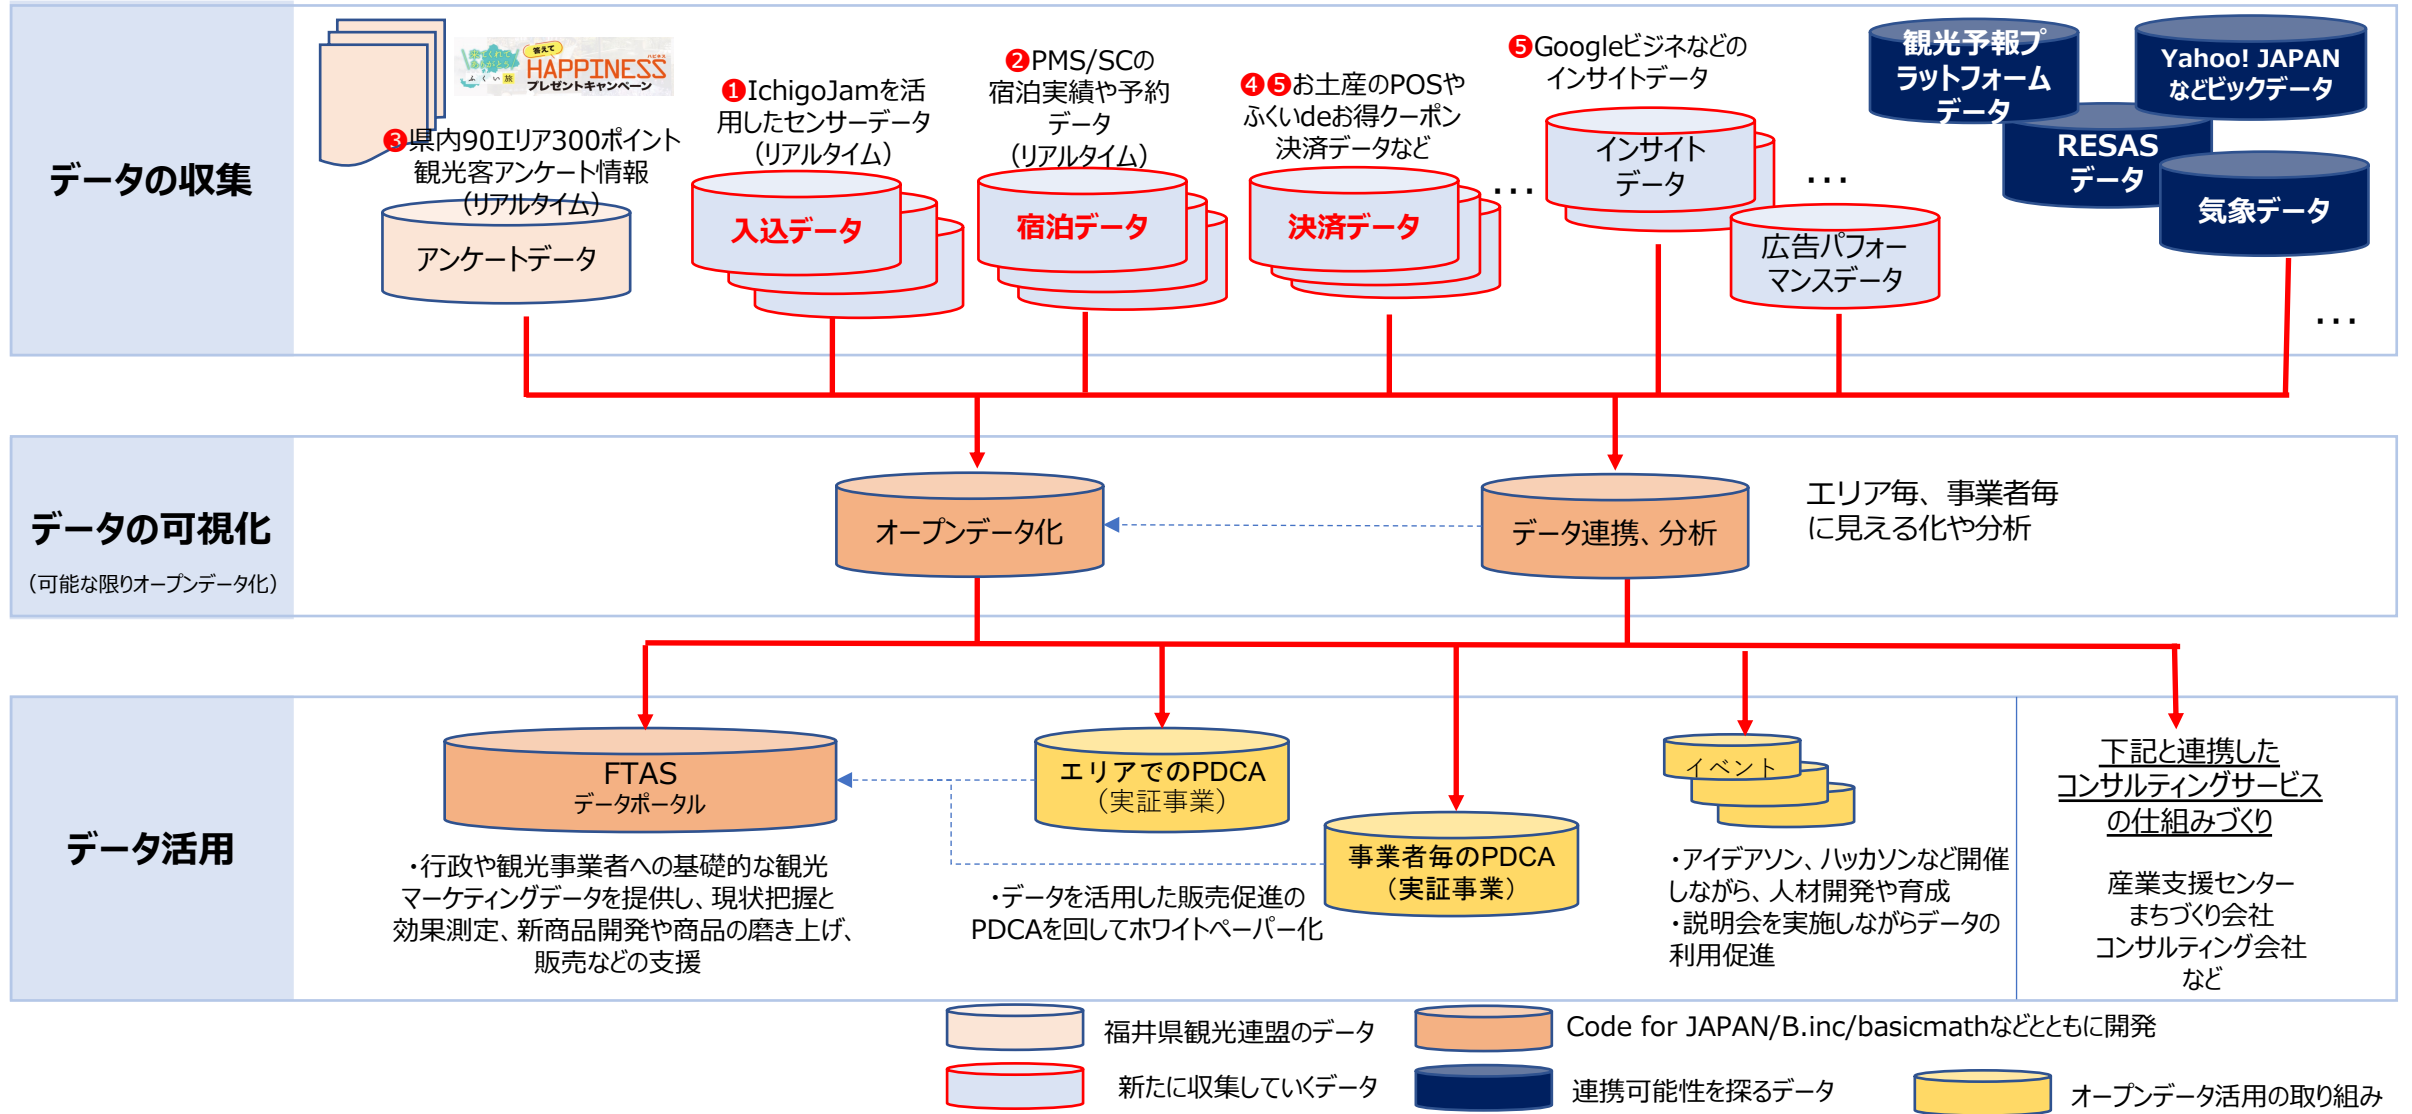 データの収集
答えて
ハピネス
HAPPINESS
プレゼントキャンペーン
ふくい旅
❸県内90エリア300ポイント
観光客アンケート情報
(リアルタイム)
アンケートデータ
❶IchigoJamを活
用したセンサーデータ
(リアルタイム)
入込データ
❷PMS/SCの
宿泊実績や予約
データ
(リアルタイム)
宿泊データ
❹❺お土産のPOSや
ふくいdeお得クーポン
決済データなど
決済データ
…
❺Googleビジネなどの
インサイトデータ
インサイト
データ
…
広告パフォー
マンスデータ
観光予報プ
ラットフォーム
データ
Yahoo! JAPAN
などビックデータ
RESAS
データ
気象データ
…
データの可視化
(可能な限りオープンデータ化)
オープンデータ化
データ連携、分析
エリア毎、事業者毎
に見える化や分析
データ活用
FTAS
データポータル
・行政や観光事業者への基礎的な観光
マーケティングデータを提供し、現状把握と
効果測定、新商品開発や商品の磨き上げ、
販売などの支援
エリアでのPDCA
(実証事業)
・データを活用した販売促進の
PDCAを回してホワイトペーパー化
事業者毎のPDCA
(実証事業)
イベント
・アイデアソン、ハッカソンなど開催
しながら、人材開発や育成
・説明会を実施しながらデータの
利用促進
下記と連携した
コンサルティングサービス
の仕組みづくり
産業支援センター
まちづくり会社
コンサルティング会社
など
福井県観光連盟のデータ
Code for JAPAN/B.inc/basicmathなどとともに開発
新たに収集していくデータ
連携可能性を探るデータ
オープンデータ活用の取り組み